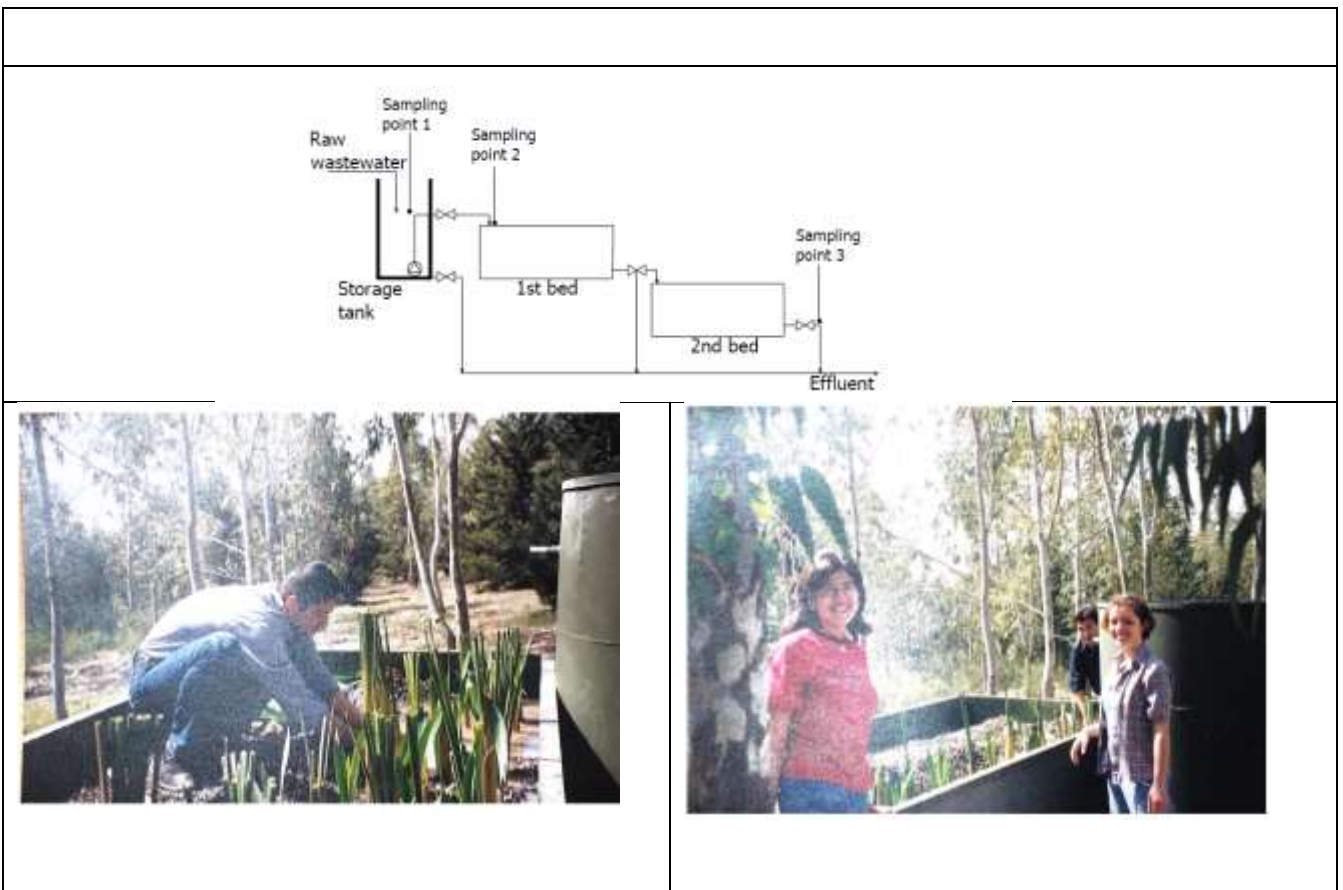 Sampling
point 1
Raw
wastewater
Sampling
point 2
Sampling
point 3
Storage
tank
1st bed
2nd bed
Effluent